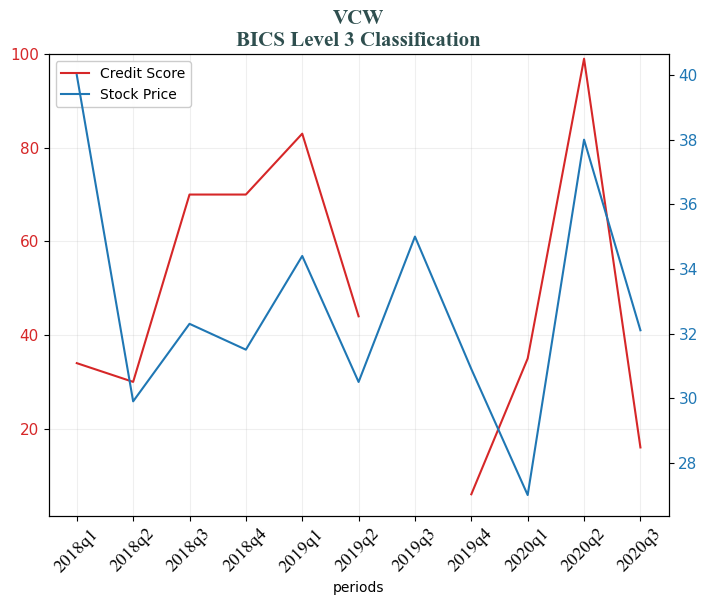 VCW
BICS Level 3 Classification
Credit Score
Stock Price
100
80
60
40
20
40
38
36
34
32
30
28
2018q1
2018q2
2018q3
2018q4
2019q1
2019q2
2019q3
2019q4
2020q1
2020q2
2020q3
periods